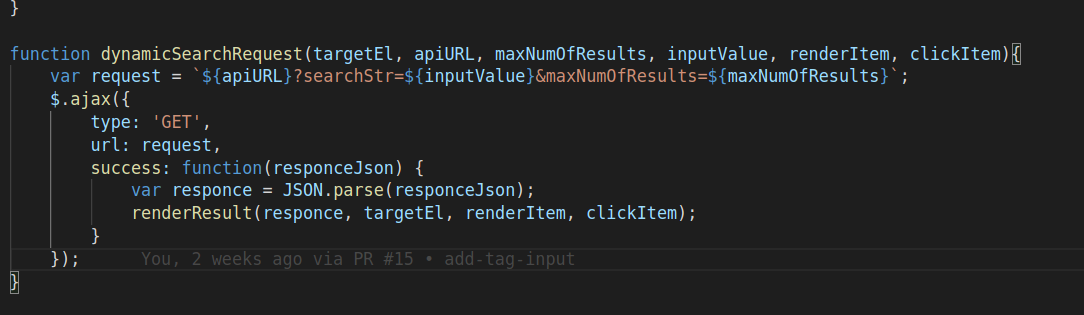 }
function dynamicSearchRequest(targetEl, apiURL, maxNumOfResults, inputValue, renderItem, clickItem){
var request = `${apiURL}?searchStr=${inputValue}&maxNumOfResults=${maxNumOfResults}`;
$.ajax({
type: 'GET',
url: request,
success: function(responceJson) {
var responce = JSON.parse(responceJson);
renderResult(responce, targetEl, renderItem, clickItem);
}
}); You, 2 weeks ago via PR #15 • add-tag-input
}